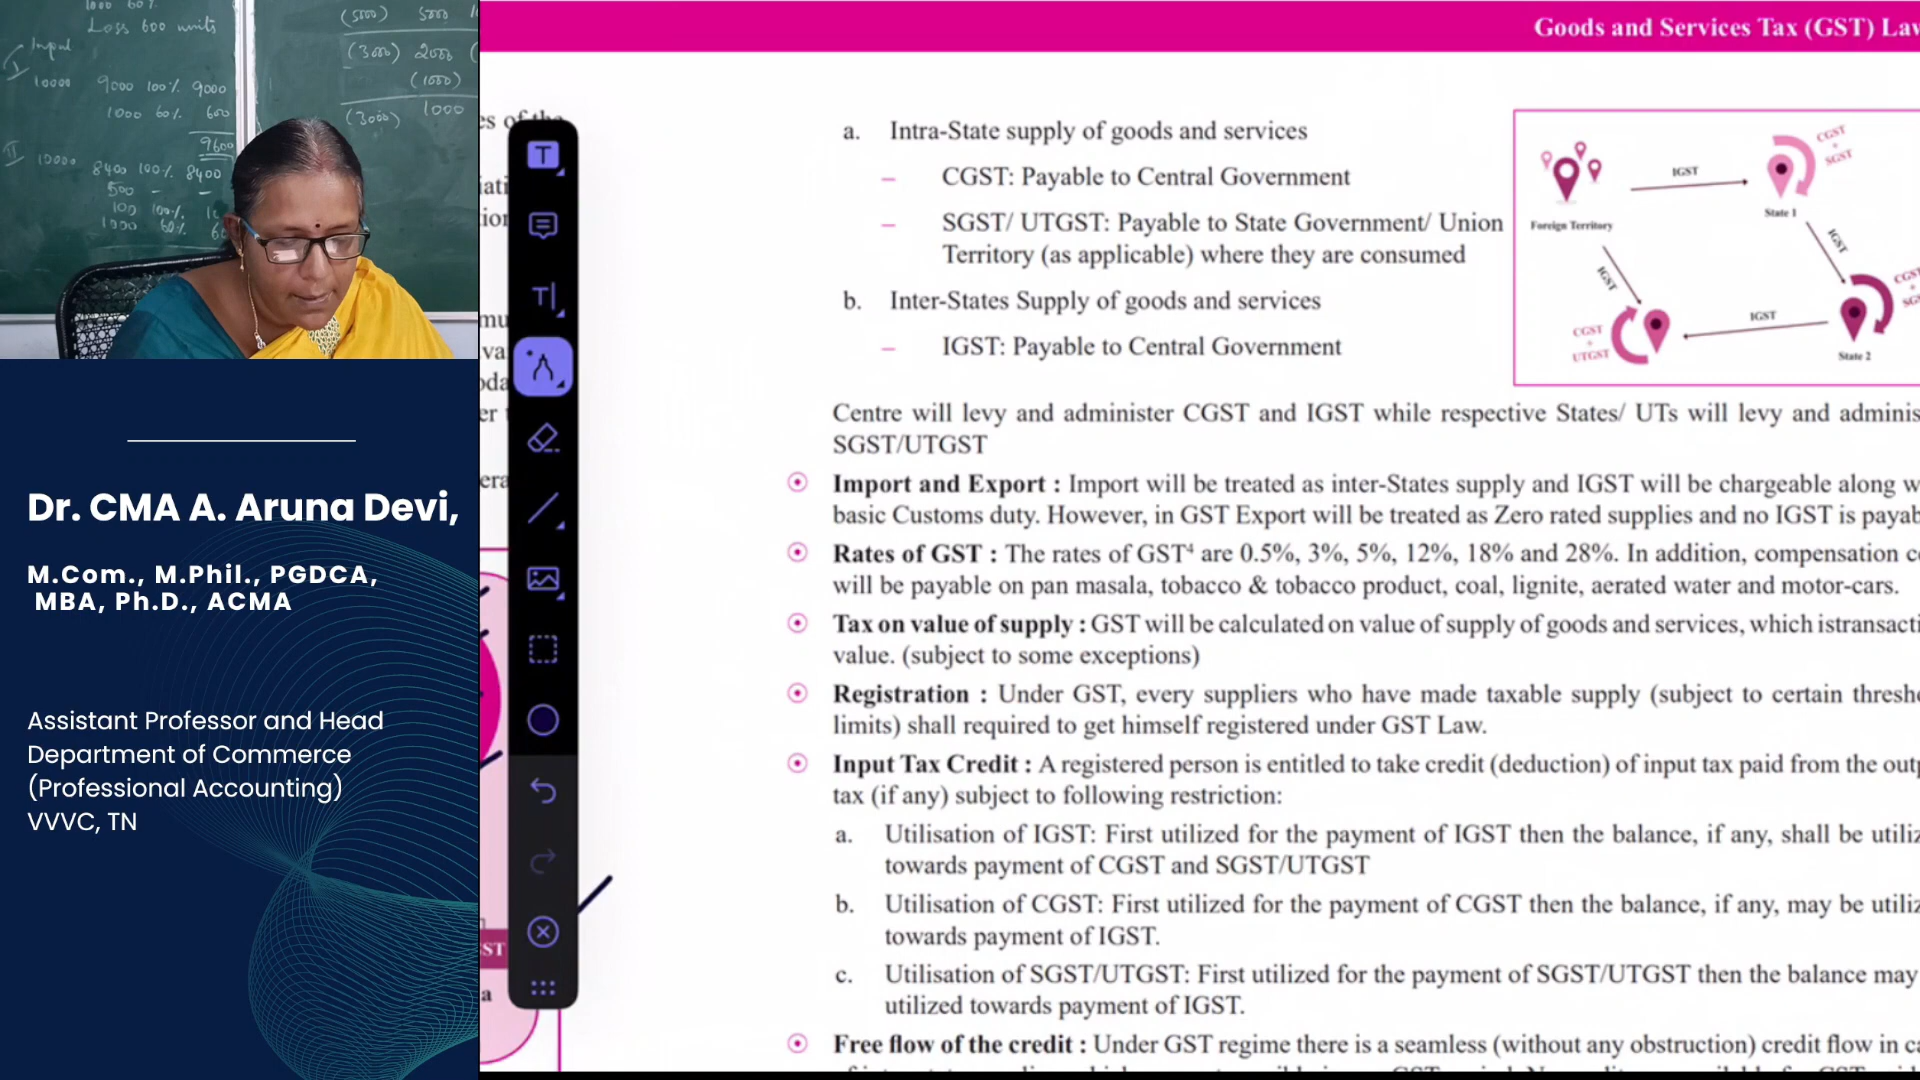 1000 60%
Loss 600 units
Input
I
10000 9000 100% 9000
1000 60% 600
9600
II 10000
8400 100% 8400
500 - -
100 100%
1000 60%
(5000) 5000
(3000) 2000
(1000)
(3000) 1000
Dr. CMA A. Aruna Devi,
M.Com., M.Phil., PGDCA,
MBA, Ph.D., ACMA
Assistant Professor and Head
Department of Commerce
(Professional Accounting)
VVVC, TN
Goods and Services Tax (GST)
a. Intra-State supply of goods and services
– CGST: Payable to Central Government
– SGST/ UTGST: Payable to State Government/ Union
Territory (as applicable) where they are consumed
b. Inter-States Supply of goods and services
– IGST: Payable to Central Government
Foreign Territory
IGST
State 1
CGST
+
SGST
IGST
IGST
IGST
State 2
CGST
+
UTGST
Centre will levy and administer CGST and IGST while respective States/ UTs will levy and
SGST/UTGST
Import and Export : Import will be treated as inter-States supply and IGST will be chargeable along
basic Customs duty. However, in GST Export will be treated as Zero rated supplies and no IGST is
Rates of GST : The rates of GST⁴ are 0.5%, 3%, 5%, 12%, 18% and 28%. In addition, compensation
will be payable on pan masala, tobacco & tobacco product, coal, lignite, aerated water and motor-cars.
Tax on value of supply : GST will be calculated on value of supply of goods and services, which
value. (subject to some exceptions)
Registration : Under GST, every suppliers who have made taxable supply (subject to certain
limits) shall required to get himself registered under GST Law.
Input Tax Credit : A registered person is entitled to take credit (deduction) of input tax paid from the
tax (if any) subject to following restriction:
a. Utilisation of IGST: First utilized for the payment of IGST then the balance, if any, shall be
towards payment of CGST and SGST/UTGST
b. Utilisation of CGST: First utilized for the payment of CGST then the balance, if any, may be
towards payment of IGST.
c. Utilisation of SGST/UTGST: First utilized for the payment of SGST/UTGST then the balance may
utilized towards payment of IGST.
Free flow of the credit : Under GST regime there is a seamless (without any obstruction) credit flow in